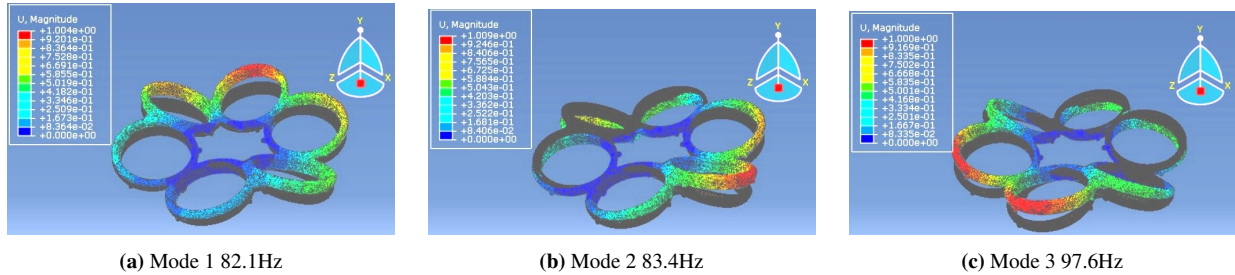 U, Magnitude
+1.004e+00
+9.201e-01
+8.364e-01
+7.528e-01
+6.691e-01
+5.855e-01
+5.019e-01
+4.182e-01
+3.346e-01
+2.509e-01
+1.673e-01
+8.364e-02
+0.000e+00
Y
Z
X
(a) Mode 1 82.1Hz
U, Magnitude
+1.009e+00
+9.246e-01
+8.406e-01
+7.565e-01
+6.725e-01
+5.884e-01
+5.043e-01
+4.203e-01
+3.362e-01
+2.522e-01
+1.681e-01
+8.406e-02
+0.000e+00
Y
Z
X
(b) Mode 2 83.4Hz
U, Magnitude
+1.000e+00
+9.169e-01
+8.335e-01
+7.502e-01
+6.668e-01
+5.835e-01
+5.001e-01
+4.168e-01
+3.334e-01
+2.501e-01
+1.667e-01
+8.335e-02
+0.000e+00
Y
Z
X
(c) Mode 3 97.6Hz